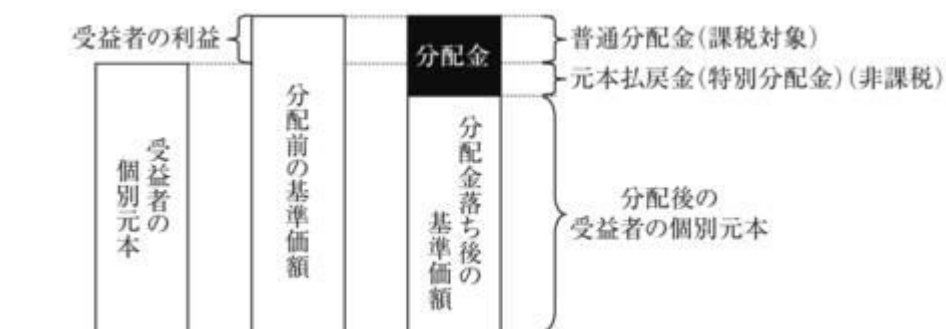 受益者の利益
受益者の
個別元本
分配前の基準価額
分配金
分配金落ち後の
基準価額
普通分配金(課税対象)
元本払戻金(特別分配金)(非課税)
分配後の
受益者の個別元本